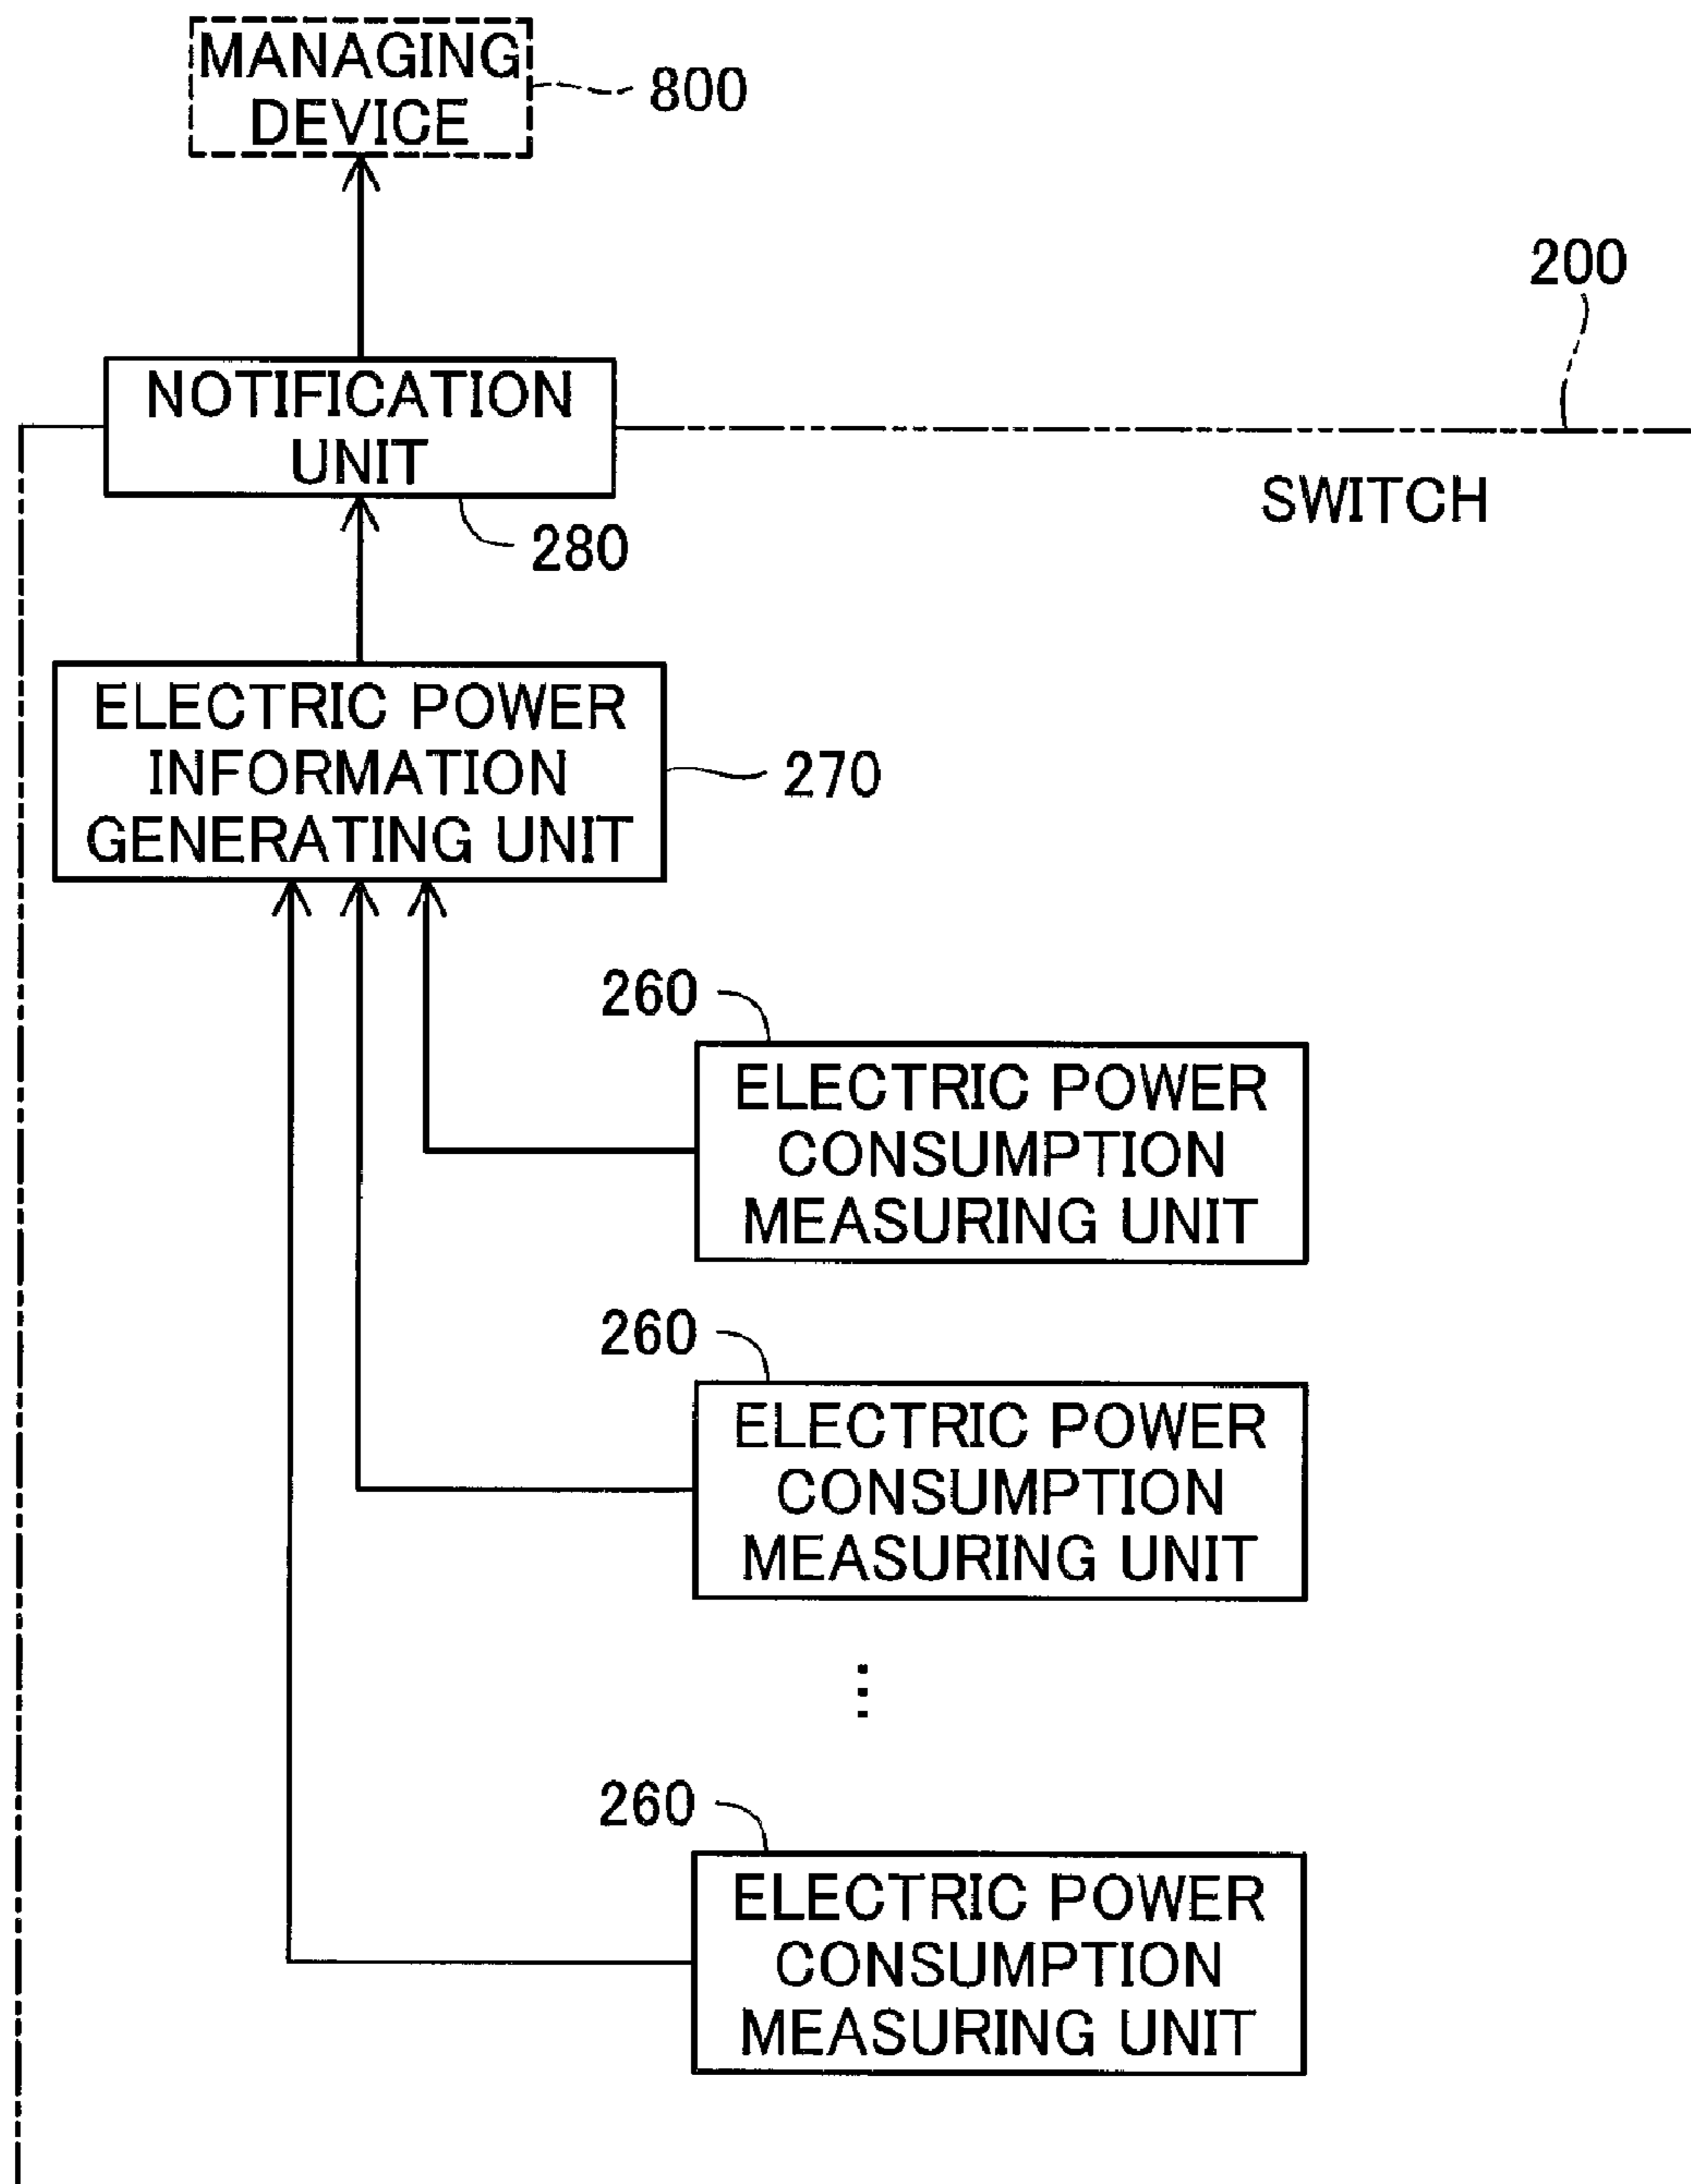 MANAGING
DEVICE
800
200
NOTIFICATION
UNIT
SWITCH
280
ELECTRIC POWER
INFORMATION
GENERATING UNIT
270
260
ELECTRIC POWER
CONSUMPTION
MEASURING UNIT
260
ELECTRIC POWER
CONSUMPTION
MEASURING UNIT
260
ELECTRIC POWER
CONSUMPTION
MEASURING UNIT